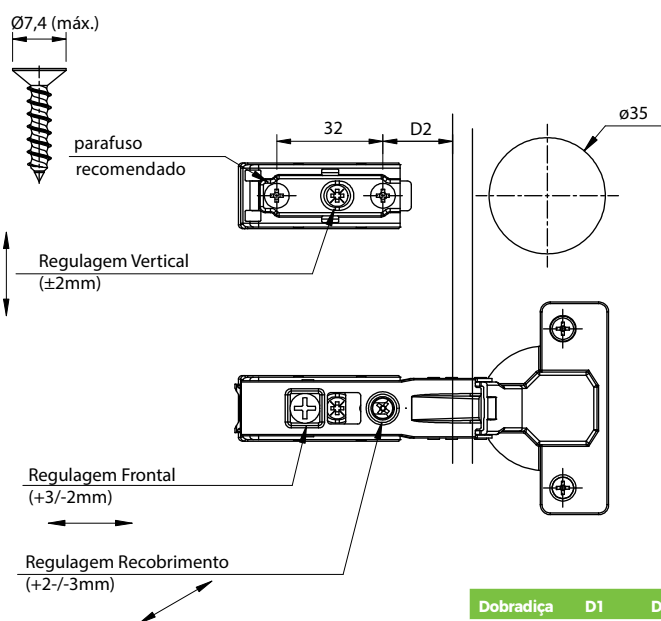 Ø7,4 (máx.)
32
D2
ø35
parafuso
recomendado
Regulagem Vertical
(±2mm)
Regulagem Frontal
(+3/-2mm)
Regulagem Recobrimento
(+2-/-3mm)
Dobradiça D1 D